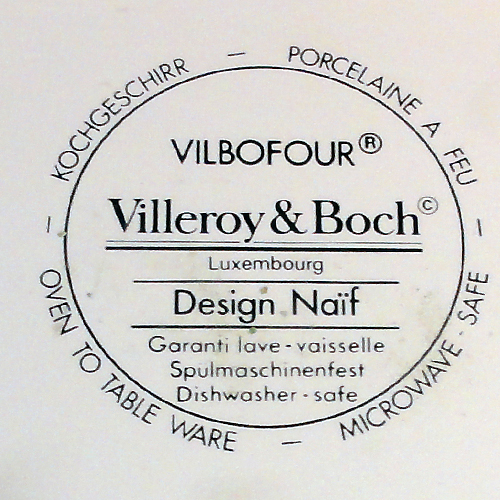 KOCHGESCHIRR – PORCELAINE A FEU –
VILBOFOUR®
Villeroy & Boch©
Luxembourg
Design Naïf
Garanti lave-vaisselle
Spulmaschinenfest
Dishwasher-safe
– OVEN TO TABLE WARE – MICROWAVE-SAFE